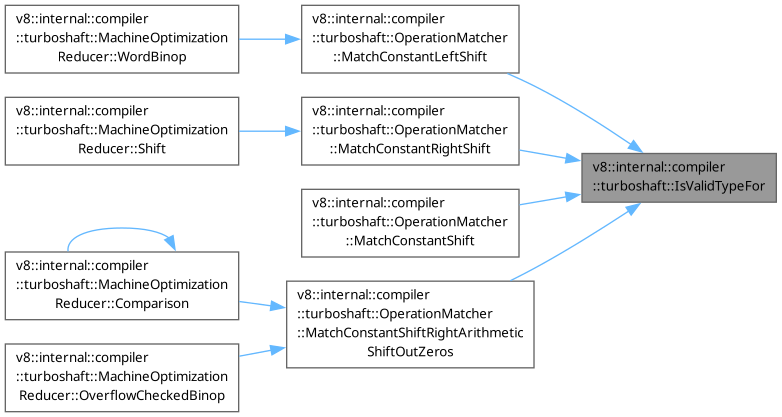 v8::internal::compiler
::turboshaft::MachineOptimization
Reducer::WordBinop
v8::internal::compiler
::turboshaft::OperationMatcher
::MatchConstantLeftShift
v8::internal::compiler
::turboshaft::MachineOptimization
Reducer::Shift
v8::internal::compiler
::turboshaft::OperationMatcher
::MatchConstantRightShift
v8::internal::compiler
::turboshaft::IsValidTypeFor
v8::internal::compiler
::turboshaft::OperationMatcher
::MatchConstantShift
v8::internal::compiler
::turboshaft::MachineOptimization
Reducer::Comparison
v8::internal::compiler
::turboshaft::OperationMatcher
::MatchConstantShiftRightArithmetic
ShiftOutZeros
v8::internal::compiler
::turboshaft::MachineOptimization
Reducer::OverflowCheckedBinop